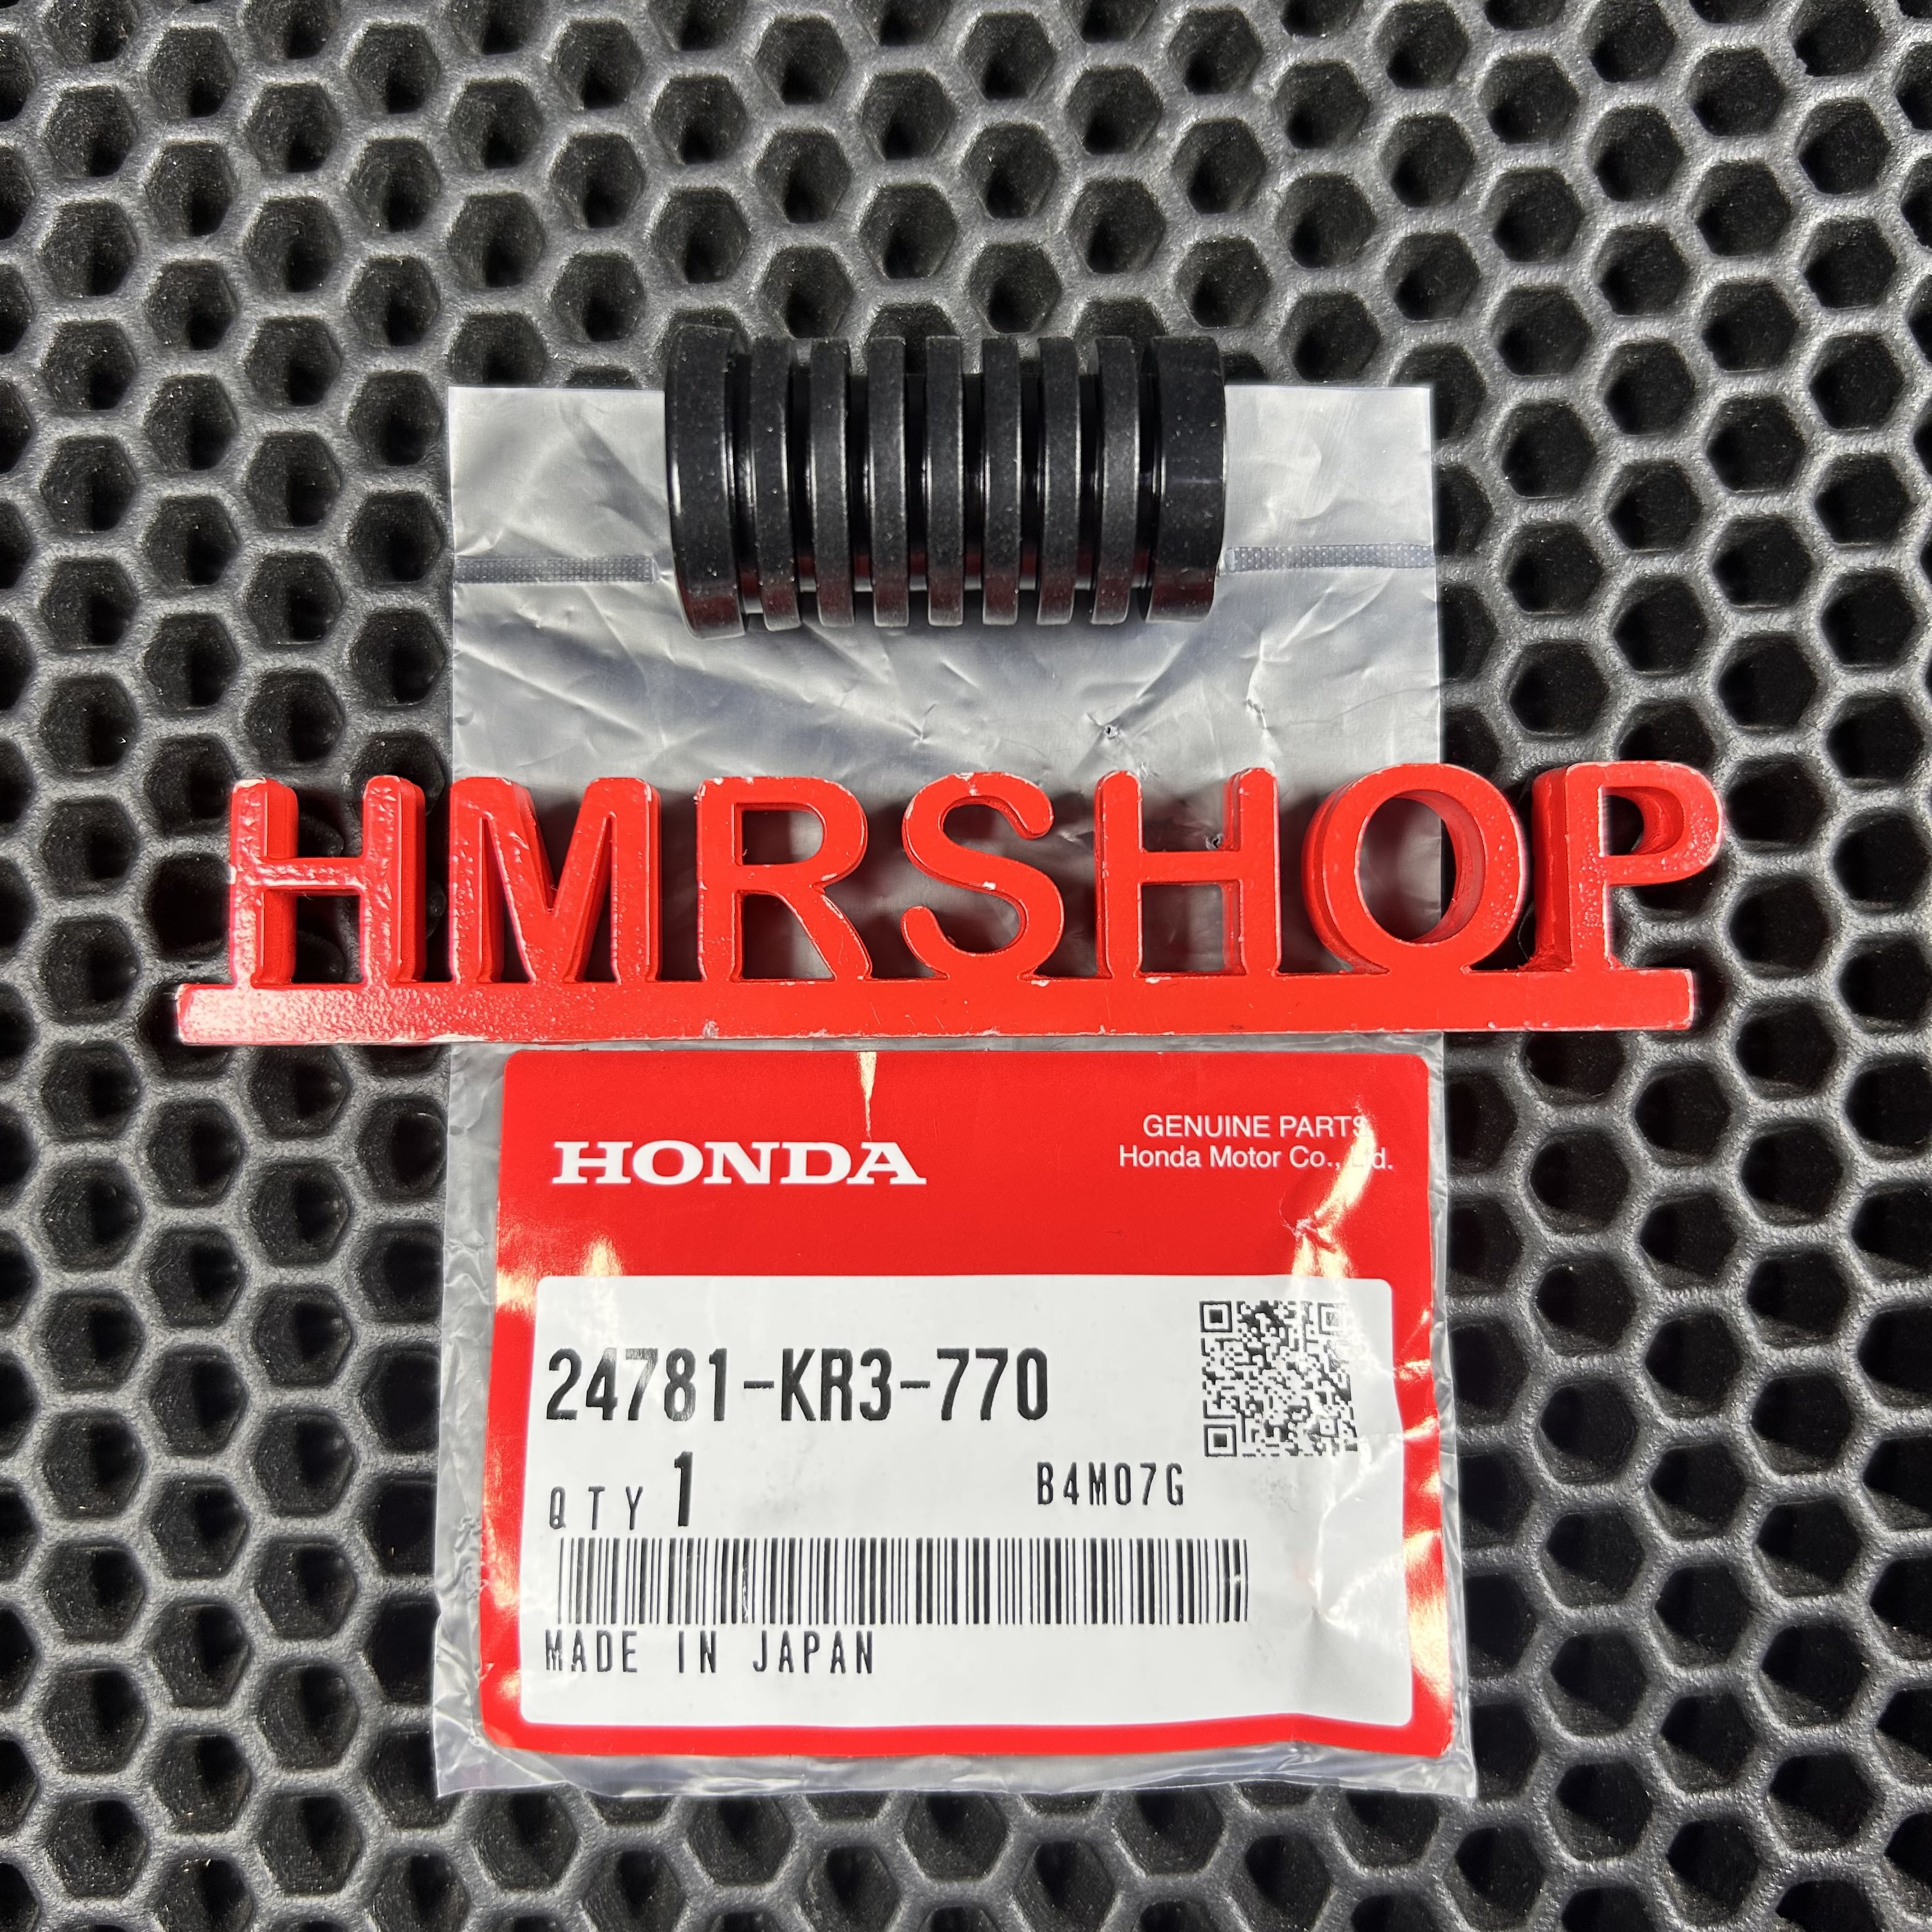 HMRSHOP
HONDA
GENUINE PARTS
Honda Motor Co., Ltd.
24781-KR3-770
QTY 1
B4M07G
MADE IN JAPAN